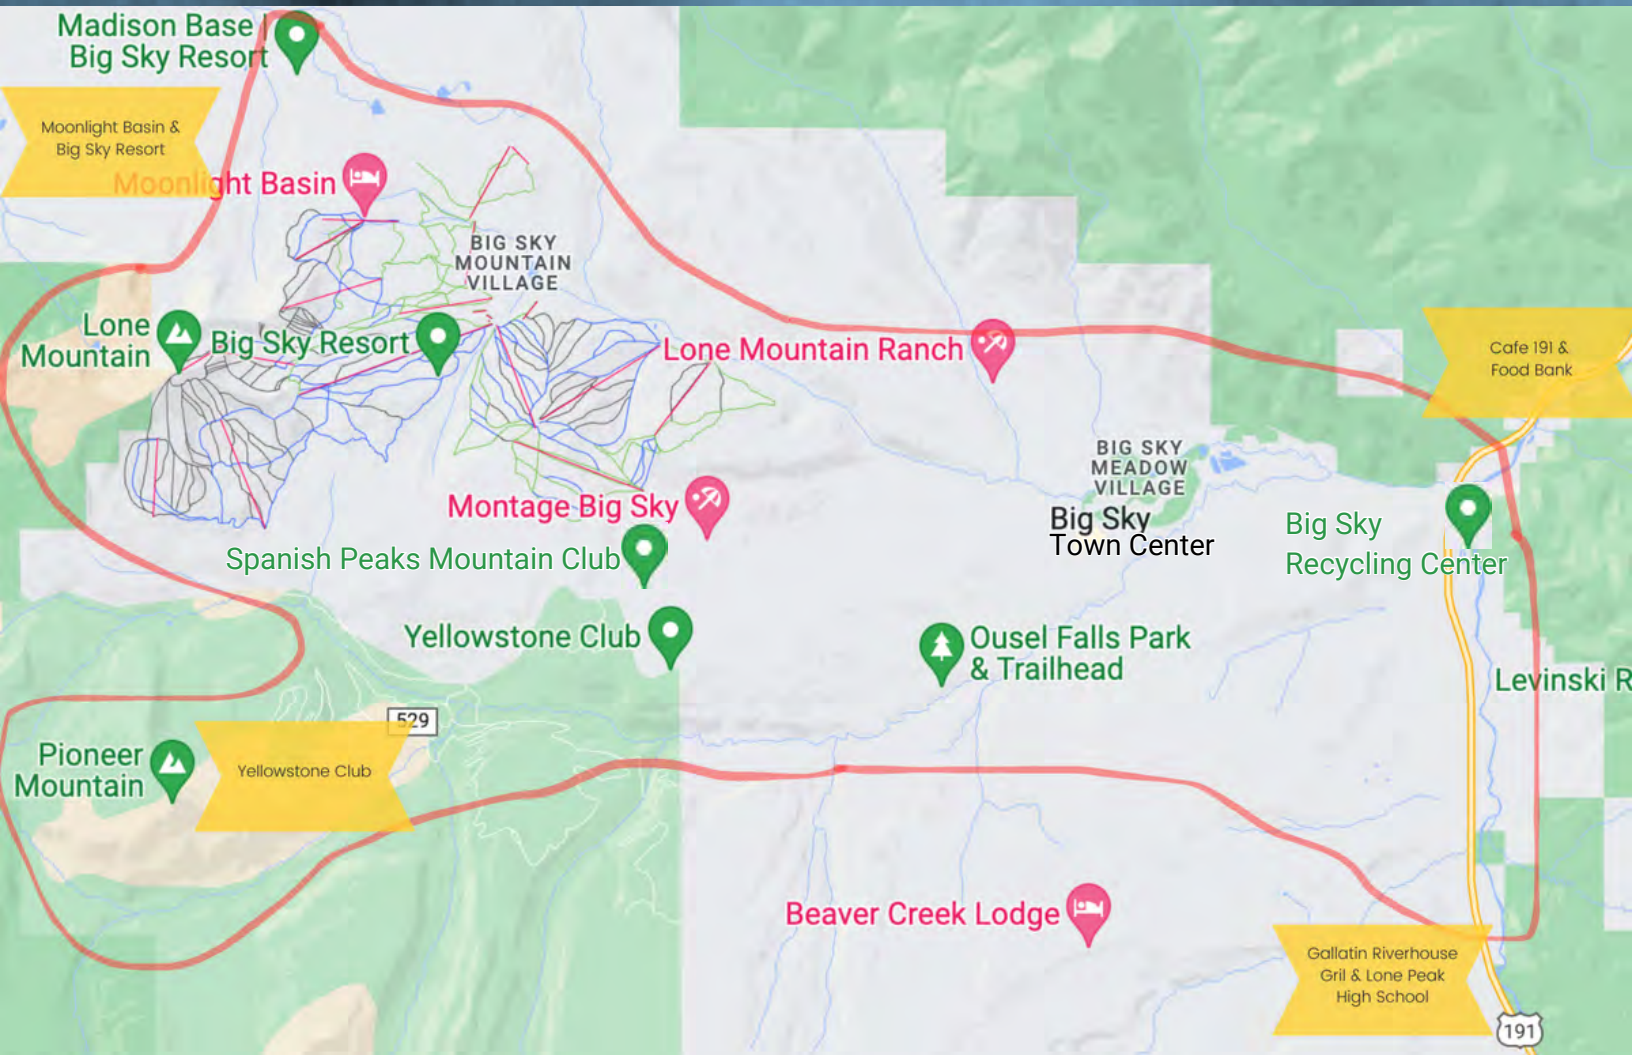 Madison Base |
Big Sky Resort
Moonlight Basin &
Big Sky Resort
Moonlight Basin
BIG SKY
MOUNTAIN
VILLAGE
Lone
Mountain
Big Sky Resort
Lone Mountain Ranch
Cafe 191 &
Food Bank
BIG SKY
MEADOW
VILLAGE
Big Sky
Town Center
Montage Big Sky
Big Sky
Recycling Center
Spanish Peaks Mountain Club
Yellowstone Club
Ousel Falls Park
& Trailhead
Levinski R
529
Pioneer
Mountain
Yellowstone Club
Beaver Creek Lodge
Gallatin Riverhouse
Gril & Lone Peak
High School
191